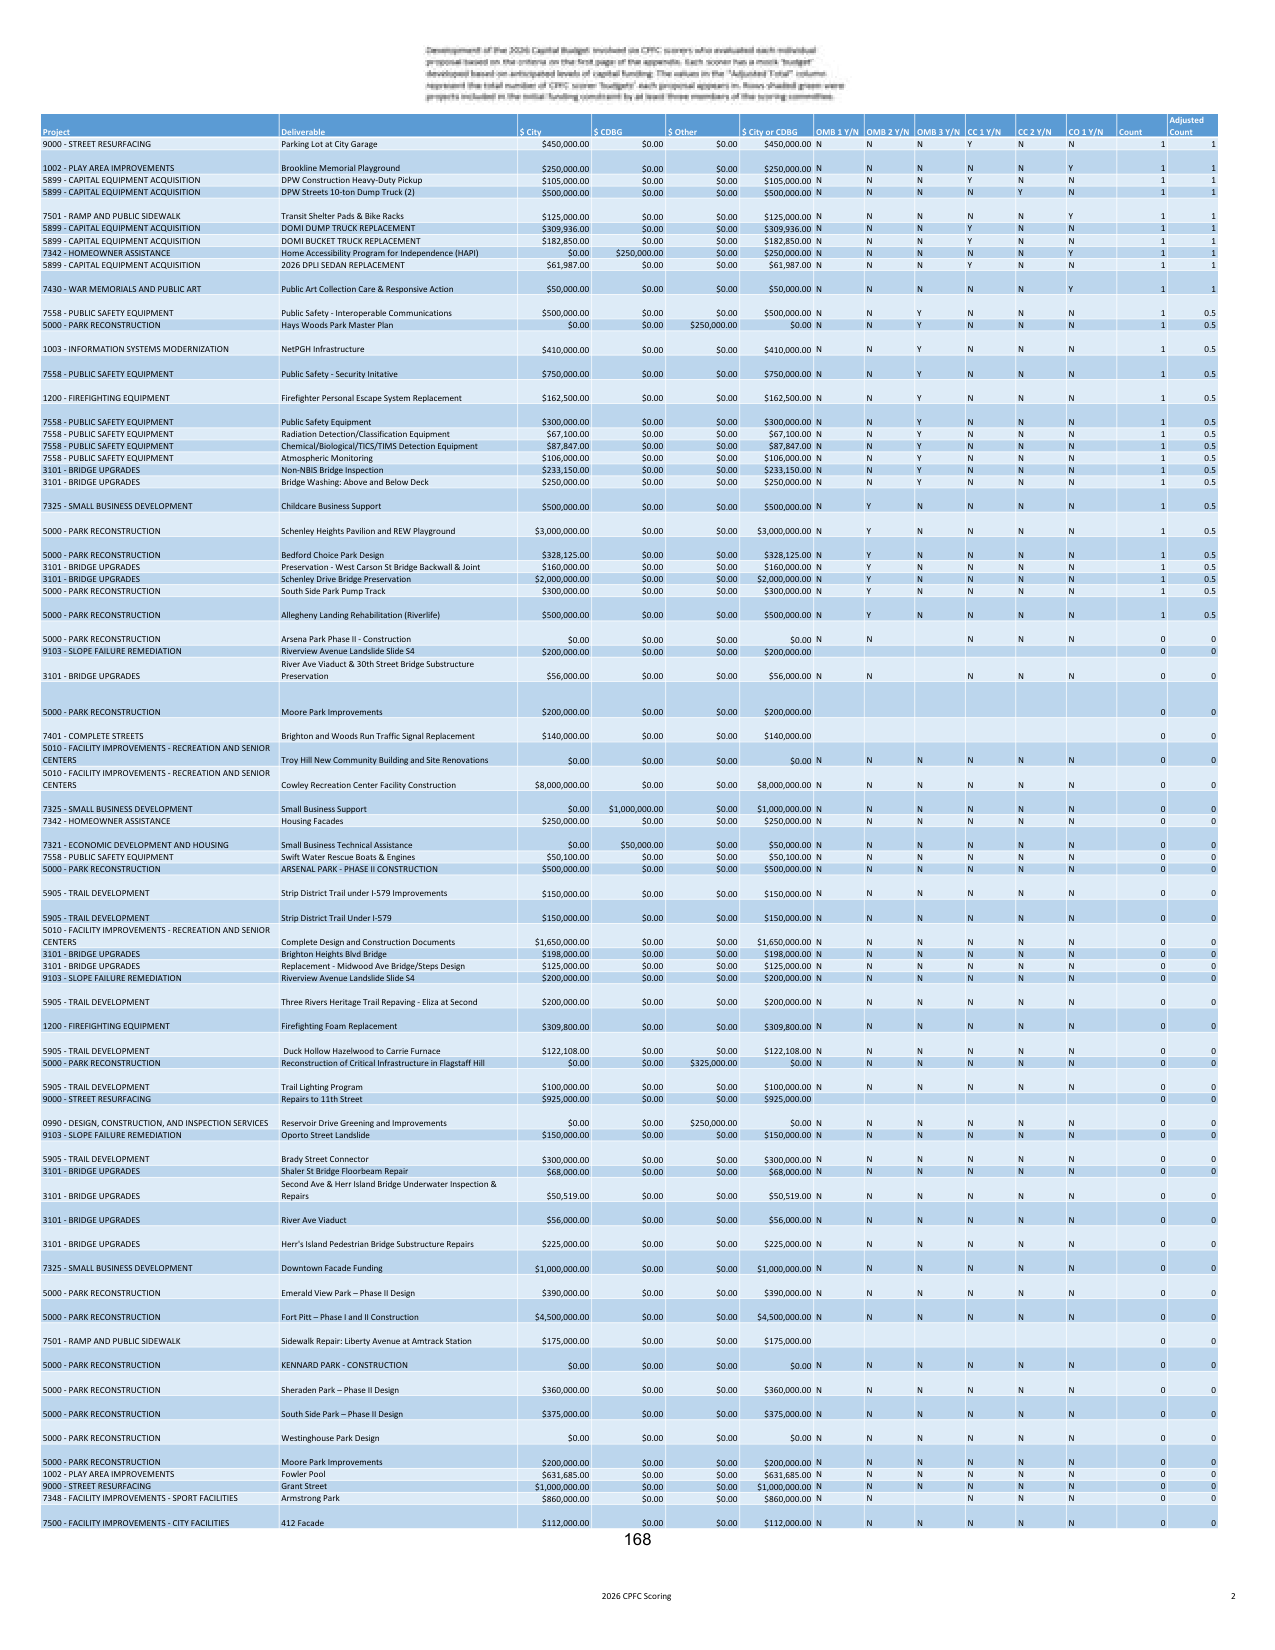 Development of the 2026 Capital Budget involved six CPFC scorers who evaluated each individual
proposal based on the criteria on the first page of the appendix. Each scorer has a mock 'budget'
developed based on anticipated levels of capital funding. The values in the "Adjusted Total" column
represent the total number of CPFC scorer 'budgets' each proposal appears in. Rows shaded green were
projects included in the initial funding constraint by at least three members of the scoring committee.
Project Deliverable $ City $ CDBG $ Other $ City or CDBG OMB 1 Y/N OMB 2 Y/N OMB 3 Y/N CC 1 Y/N CC 2 Y/N CO 1 Y/N Count Adjusted Count
9000 - STREET RESURFACING Parking Lot at City Garage $450,000.00 $0.00 $0.00 $450,000.00 N N N Y N N 1 1
1002 - PLAY AREA IMPROVEMENTS Brookline Memorial Playground $250,000.00 $0.00 $0.00 $250,000.00 N N N N N Y 1 1
5899 - CAPITAL EQUIPMENT ACQUISITION DPW Construction Heavy-Duty Pickup $105,000.00 $0.00 $0.00 $105,000.00 N N N Y N N 1 1
5899 - CAPITAL EQUIPMENT ACQUISITION DPW Streets 10-ton Dump Truck (2) $500,000.00 $0.00 $0.00 $500,000.00 N N N N Y N 1 1
7501 - RAMP AND PUBLIC SIDEWALK Transit Shelter Pads & Bike Racks $125,000.00 $0.00 $0.00 $125,000.00 N N N N N Y 1 1
5899 - CAPITAL EQUIPMENT ACQUISITION DOMI DUMP TRUCK REPLACEMENT $309,936.00 $0.00 $0.00 $309,936.00 N N N Y N N 1 1
5899 - CAPITAL EQUIPMENT ACQUISITION DOMI BUCKET TRUCK REPLACEMENT $182,850.00 $0.00 $0.00 $182,850.00 N N N Y N N 1 1
7342 - HOMEOWNER ASSISTANCE Home Accessibility Program for Independence (HAPI) $0.00 $250,000.00 $0.00 $250,000.00 N N N N N Y 1 1
5899 - CAPITAL EQUIPMENT ACQUISITION 2026 DPLI SEDAN REPLACEMENT $61,987.00 $0.00 $0.00 $61,987.00 N N N Y N N 1 1
7430 - WAR MEMORIALS AND PUBLIC ART Public Art Collection Care & Responsive Action $50,000.00 $0.00 $0.00 $50,000.00 N N N N N Y 1 1
7558 - PUBLIC SAFETY EQUIPMENT Public Safety - Interoperable Communications $500,000.00 $0.00 $0.00 $500,000.00 N N Y N N N 1 0.5
5000 - PARK RECONSTRUCTION Hays Woods Park Master Plan $0.00 $0.00 $250,000.00 $0.00 N N Y N N N 1 0.5
1003 - INFORMATION SYSTEMS MODERNIZATION NetPGH Infrastructure $410,000.00 $0.00 $0.00 $410,000.00 N N Y N N N 1 0.5
7558 - PUBLIC SAFETY EQUIPMENT Public Safety - Security Initative $750,000.00 $0.00 $0.00 $750,000.00 N N Y N N N 1 0.5
1200 - FIREFIGHTING EQUIPMENT Firefighter Personal Escape System Replacement $162,500.00 $0.00 $0.00 $162,500.00 N N Y N N N 1 0.5
7558 - PUBLIC SAFETY EQUIPMENT Public Safety Equipment $300,000.00 $0.00 $0.00 $300,000.00 N N Y N N N 1 0.5
7558 - PUBLIC SAFETY EQUIPMENT Radiation Detection/Classification Equipment $67,100.00 $0.00 $0.00 $67,100.00 N N Y N N N 1 0.5
7558 - PUBLIC SAFETY EQUIPMENT Chemical/Biological/TICS/TIMS Detection Equipment $87,847.00 $0.00 $0.00 $87,847.00 N N Y N N N 1 0.5
7558 - PUBLIC SAFETY EQUIPMENT Atmospheric Monitoring $106,000.00 $0.00 $0.00 $106,000.00 N N Y N N N 1 0.5
3101 - BRIDGE UPGRADES Non-NBIS Bridge Inspection $233,150.00 $0.00 $0.00 $233,150.00 N N Y N N N 1 0.5
3101 - BRIDGE UPGRADES Bridge Washing: Above and Below Deck $250,000.00 $0.00 $0.00 $250,000.00 N N Y N N N 1 0.5
7325 - SMALL BUSINESS DEVELOPMENT Childcare Business Support $500,000.00 $0.00 $0.00 $500,000.00 N Y N N N N 1 0.5
5000 - PARK RECONSTRUCTION Schenley Heights Pavilion and REW Playground $3,000,000.00 $0.00 $0.00 $3,000,000.00 N Y N N N N 1 0.5
5000 - PARK RECONSTRUCTION Bedford Choice Park Design $328,125.00 $0.00 $0.00 $328,125.00 N Y N N N N 1 0.5
3101 - BRIDGE UPGRADES Preservation - West Carson St Bridge Backwall & Joint $160,000.00 $0.00 $0.00 $160,000.00 N Y N N N N 1 0.5
3101 - BRIDGE UPGRADES Schenley Drive Bridge Preservation $2,000,000.00 $0.00 $0.00 $2,000,000.00 N Y N N N N 1 0.5
5000 - PARK RECONSTRUCTION South Side Park Pump Track $300,000.00 $0.00 $0.00 $300,000.00 N Y N N N N 1 0.5
5000 - PARK RECONSTRUCTION Allegheny Landing Rehabilitation (Riverlife) $500,000.00 $0.00 $0.00 $500,000.00 N Y N N N N 1 0.5
5000 - PARK RECONSTRUCTION Arsena Park Phase II - Construction $0.00 $0.00 $0.00 $0.00 N N N N N 0 0
9103 - SLOPE FAILURE REMEDIATION Riverview Avenue Landslide Slide S4 $200,000.00 $0.00 $0.00 $200,000.00 0 0
River Ave Viaduct & 30th Street Bridge Substructure
3101 - BRIDGE UPGRADES Preservation $56,000.00 $0.00 $0.00 $56,000.00 N N N N N 0 0
5000 - PARK RECONSTRUCTION Moore Park Improvements $200,000.00 $0.00 $0.00 $200,000.00 0 0
7401 - COMPLETE STREETS Brighton and Woods Run Traffic Signal Replacement $140,000.00 $0.00 $0.00 $140,000.00 0 0
5010 - FACILITY IMPROVEMENTS - RECREATION AND SENIOR
CENTERS Troy Hill New Community Building and Site Renovations $0.00 $0.00 $0.00 $0.00 N N N N N N 0 0
5010 - FACILITY IMPROVEMENTS - RECREATION AND SENIOR
CENTERS Cowley Recreation Center Facility Construction $8,000,000.00 $0.00 $0.00 $8,000,000.00 N N N N N N 0 0
7325 - SMALL BUSINESS DEVELOPMENT Small Business Support $0.00 $1,000,000.00 $0.00 $1,000,000.00 N N N N N N 0 0
7342 - HOMEOWNER ASSISTANCE Housing Facades $250,000.00 $0.00 $0.00 $250,000.00 N N N N N N 0 0
7321 - ECONOMIC DEVELOPMENT AND HOUSING Small Business Technical Assistance $0.00 $50,000.00 $0.00 $50,000.00 N N N N N N 0 0
7558 - PUBLIC SAFETY EQUIPMENT Swift Water Rescue Boats & Engines $50,100.00 $0.00 $0.00 $50,100.00 N N N N N N 0 0
5000 - PARK RECONSTRUCTION ARSENAL PARK - PHASE II CONSTRUCTION $500,000.00 $0.00 $0.00 $500,000.00 N N N N N N 0 0
5905 - TRAIL DEVELOPMENT Strip District Trail under I-579 Improvements $150,000.00 $0.00 $0.00 $150,000.00 N N N N N N 0 0
5905 - TRAIL DEVELOPMENT Strip District Trail Under I-579 $150,000.00 $0.00 $0.00 $150,000.00 N N N N N N 0 0
5010 - FACILITY IMPROVEMENTS - RECREATION AND SENIOR
CENTERS Complete Design and Construction Documents $1,650,000.00 $0.00 $0.00 $1,650,000.00 N N N N N N 0 0
3101 - BRIDGE UPGRADES Brighton Heights Blvd Bridge $198,000.00 $0.00 $0.00 $198,000.00 N N N N N N 0 0
3101 - BRIDGE UPGRADES Replacement - Midwood Ave Bridge/Steps Design $125,000.00 $0.00 $0.00 $125,000.00 N N N N N N 0 0
9103 - SLOPE FAILURE REMEDIATION Riverview Avenue Landslide Slide S4 $200,000.00 $0.00 $0.00 $200,000.00 N N N N N N 0 0
5905 - TRAIL DEVELOPMENT Three Rivers Heritage Trail Repaving - Eliza at Second $200,000.00 $0.00 $0.00 $200,000.00 N N N N N N 0 0
1200 - FIREFIGHTING EQUIPMENT Firefighting Foam Replacement $309,800.00 $0.00 $0.00 $309,800.00 N N N N N N 0 0
5905 - TRAIL DEVELOPMENT Duck Hollow Hazelwood to Carrie Furnace $122,108.00 $0.00 $0.00 $122,108.00 N N N N N N 0 0
5000 - PARK RECONSTRUCTION Reconstruction of Critical Infrastructure in Flagstaff Hill $0.00 $0.00 $325,000.00 $0.00 N N N N N N 0 0
5905 - TRAIL DEVELOPMENT Trail Lighting Program $100,000.00 $0.00 $0.00 $100,000.00 N N N N N N 0 0
9000 - STREET RESURFACING Repairs to 11th Street $925,000.00 $0.00 $0.00 $925,000.00 0 0
0990 - DESIGN, CONSTRUCTION, AND INSPECTION SERVICES Reservoir Drive Greening and Improvements $0.00 $0.00 $250,000.00 $0.00 N N N N N N 0 0
9103 - SLOPE FAILURE REMEDIATION Oporto Street Landslide $150,000.00 $0.00 $0.00 $150,000.00 N N N N N N 0 0
5905 - TRAIL DEVELOPMENT Brady Street Connector $300,000.00 $0.00 $0.00 $300,000.00 N N N N N N 0 0
3101 - BRIDGE UPGRADES Shaler St Bridge Floorbeam Repair $68,000.00 $0.00 $0.00 $68,000.00 N N N N N N 0 0
Second Ave & Herr Island Bridge Underwater Inspection &
3101 - BRIDGE UPGRADES Repairs $50,519.00 $0.00 $0.00 $50,519.00 N N N N N N 0 0
3101 - BRIDGE UPGRADES River Ave Viaduct $56,000.00 $0.00 $0.00 $56,000.00 N N N N N N 0 0
3101 - BRIDGE UPGRADES Herr's Island Pedestrian Bridge Substructure Repairs $225,000.00 $0.00 $0.00 $225,000.00 N N N N N N 0 0
7325 - SMALL BUSINESS DEVELOPMENT Downtown Facade Funding $1,000,000.00 $0.00 $0.00 $1,000,000.00 N N N N N N 0 0
5000 - PARK RECONSTRUCTION Emerald View Park – Phase II Design $390,000.00 $0.00 $0.00 $390,000.00 N N N N N N 0 0
5000 - PARK RECONSTRUCTION Fort Pitt – Phase I and II Construction $4,500,000.00 $0.00 $0.00 $4,500,000.00 N N N N N N 0 0
7501 - RAMP AND PUBLIC SIDEWALK Sidewalk Repair: Liberty Avenue at Amtrack Station $175,000.00 $0.00 $0.00 $175,000.00 0 0
5000 - PARK RECONSTRUCTION KENNARD PARK - CONSTRUCTION $0.00 $0.00 $0.00 $0.00 N N N N N N 0 0
5000 - PARK RECONSTRUCTION Sheraden Park – Phase II Design $360,000.00 $0.00 $0.00 $360,000.00 N N N N N N 0 0
5000 - PARK RECONSTRUCTION South Side Park – Phase II Design $375,000.00 $0.00 $0.00 $375,000.00 N N N N N N 0 0
5000 - PARK RECONSTRUCTION Westinghouse Park Design $0.00 $0.00 $0.00 $0.00 N N N N N N 0 0
5000 - PARK RECONSTRUCTION Moore Park Improvements $200,000.00 $0.00 $0.00 $200,000.00 N N N N N N 0 0
1002 - PLAY AREA IMPROVEMENTS Fowler Pool $631,685.00 $0.00 $0.00 $631,685.00 N N N N N N 0 0
9000 - STREET RESURFACING Grant Street $1,000,000.00 $0.00 $0.00 $1,000,000.00 N N N N N N 0 0
7348 - FACILITY IMPROVEMENTS - SPORT FACILITIES Armstrong Park $860,000.00 $0.00 $0.00 $860,000.00 N N N N N 0 0
7500 - FACILITY IMPROVEMENTS - CITY FACILITIES 412 Facade $112,000.00 $0.00 $0.00 $112,000.00 N N N N N N 0 0
168
2026 CPFC Scoring 2